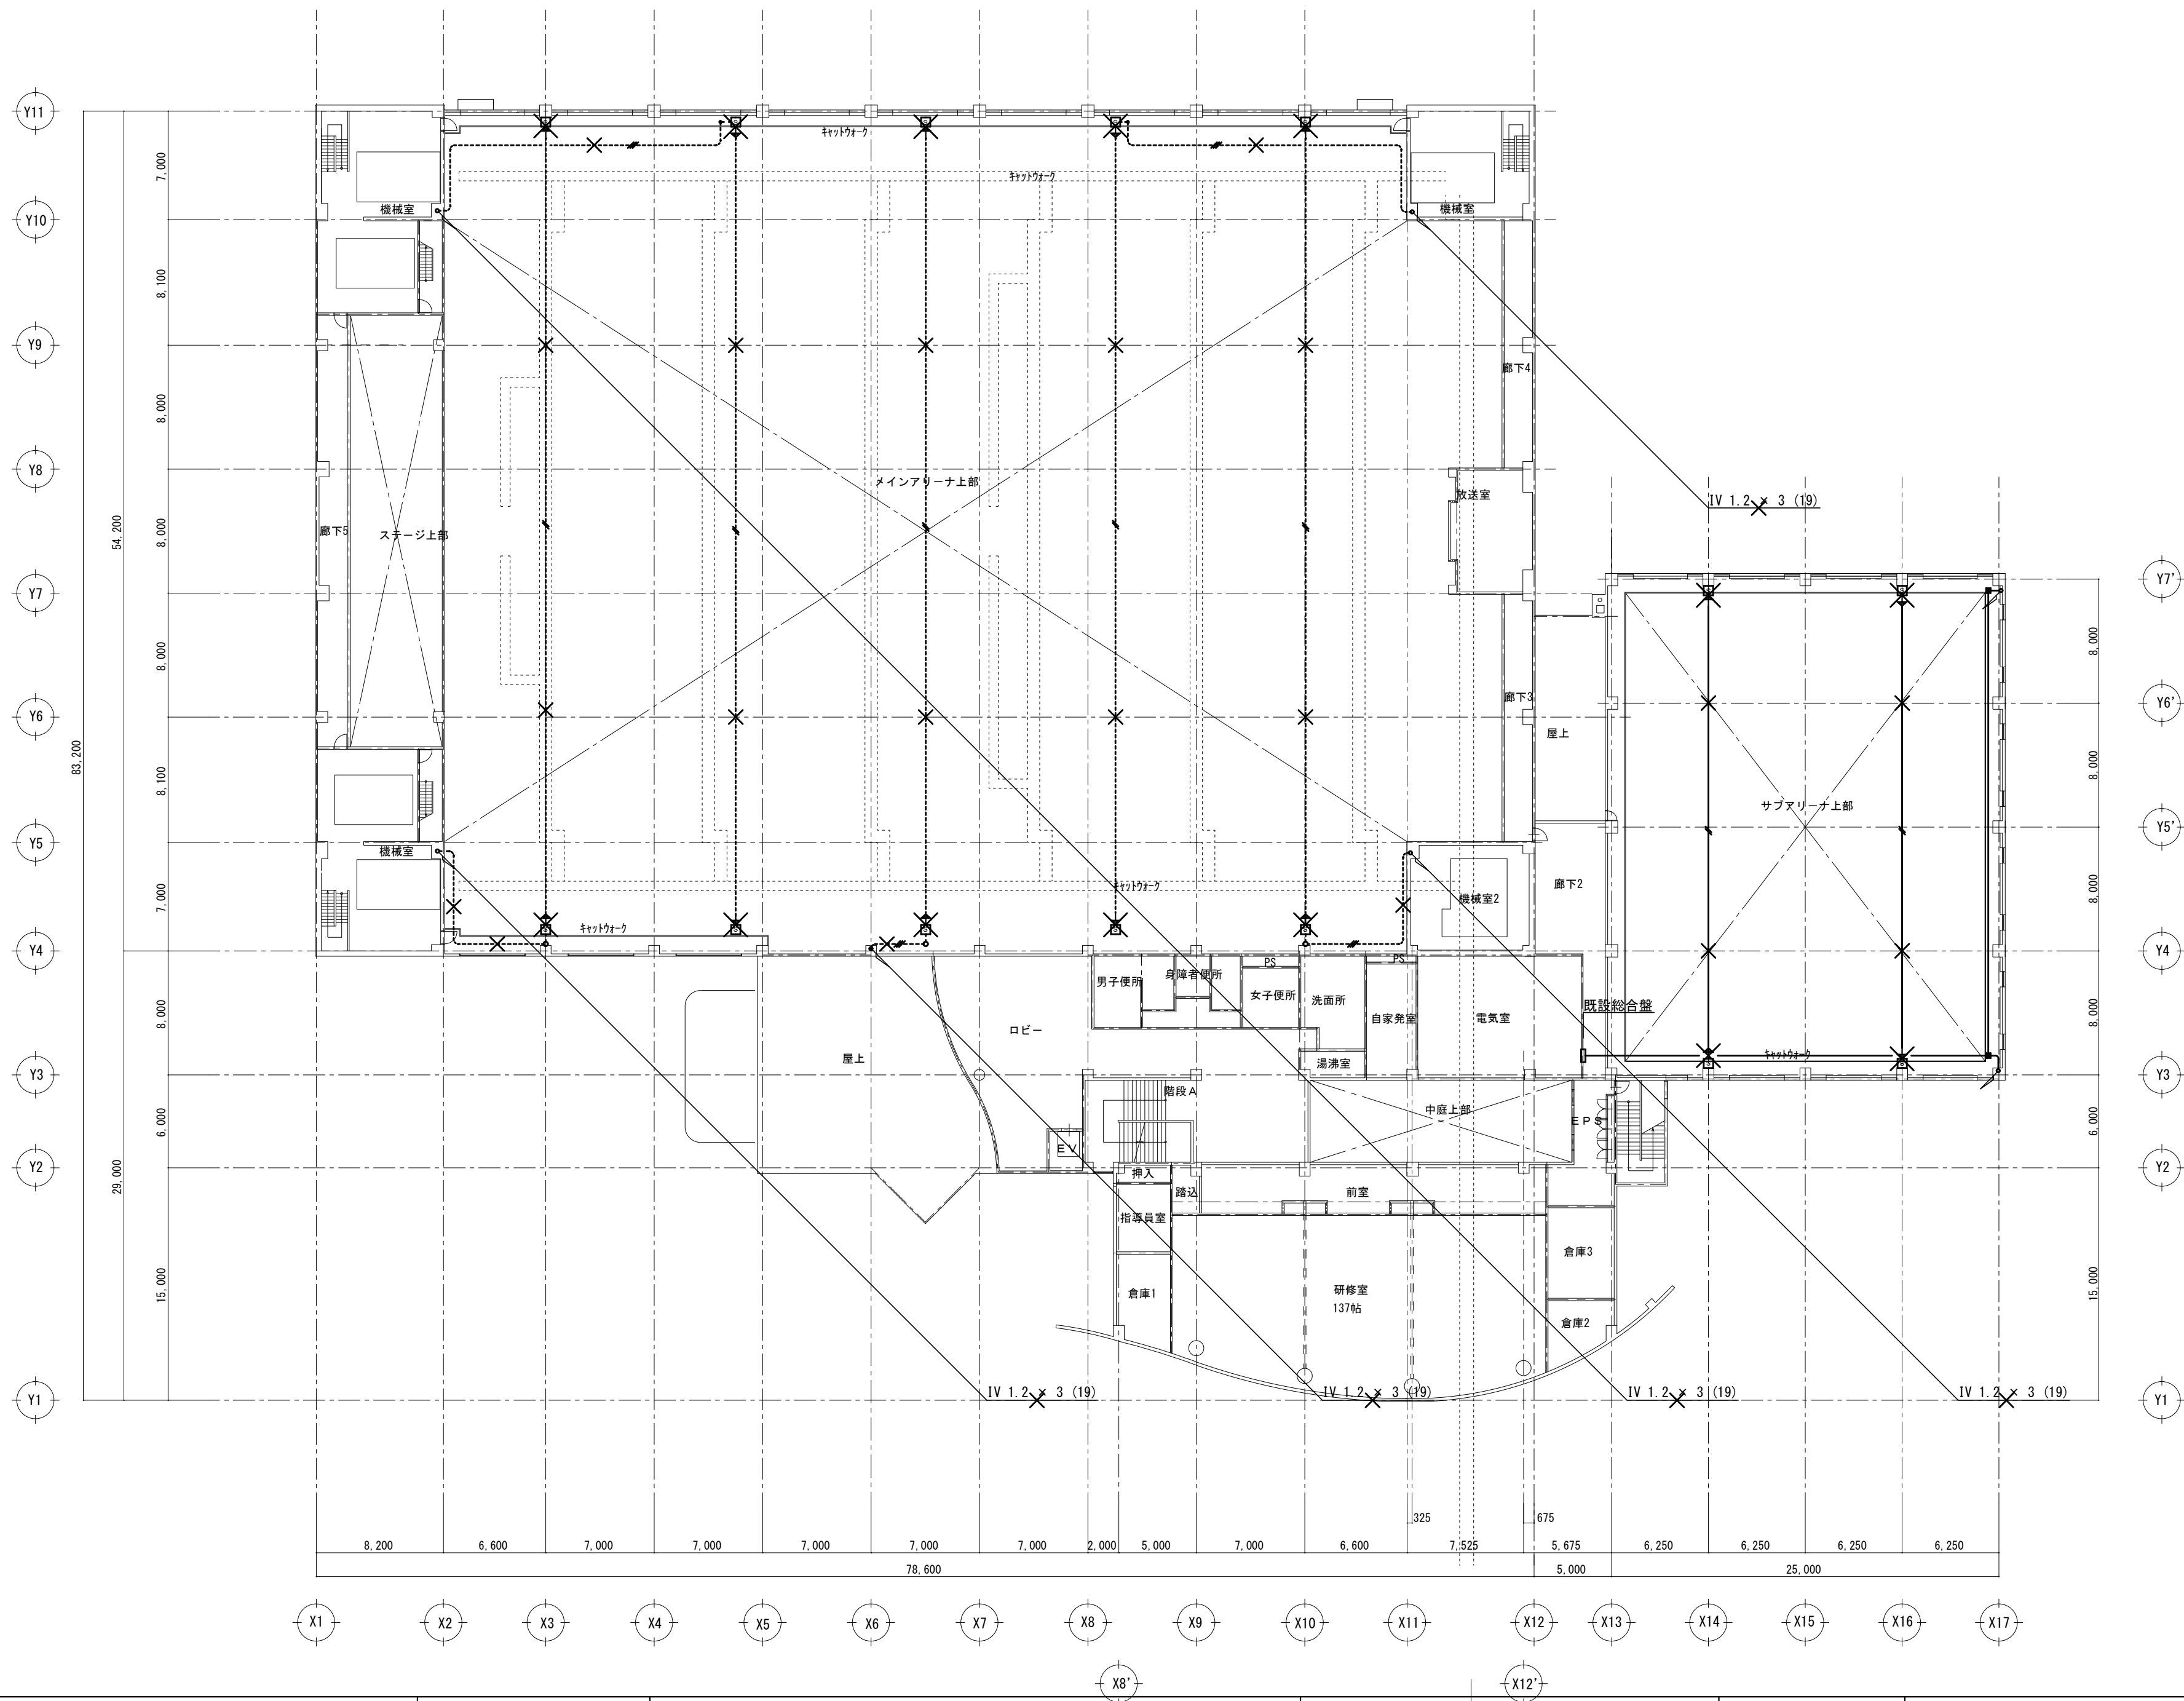 Y11
キャットウォーク
7,000
キャットウォーク
機械室
機械室
Y10
8,100
Y9
廊下4
8,000
Y8
メインアリーナ上部
放送室
IV 1.2 × 3 (19)
54,200
8,000
廊下5
ステージ上部
Y7
Y7'
8,000
8,000
廊下3
Y6
Y6'
屋上
83,200
8,100
8,000
サブアリーナ上部
Y5
Y5'
機械室
キャットウォーク
機械室2
廊下2
7,000
8,000
キャットウォーク
Y4
Y4
PS
PS
男子便所
身障者便所
女子便所
洗面所
自家発室
電気室
既設総合盤
8,000
8,000
ロビー
屋上
湯沸室
キャットウォーク
Y3
Y3
階段A
中庭上部
EPS
6,000
6,000
EV
Y2
Y2
押入
踏込
前室
29,000
指導員室
倉庫3
15,000
15,000
倉庫1
研修室
137帖
倉庫2
Y1
IV 1.2 × 3 (19)
IV 1.2 × 3 (19)
IV 1.2 × 3 (19)
IV 1.2 × 3 (19)
Y1
325
675
8,200
6,600
7,000
7,000
7,000
7,000
7,000
2,000
5,000
7,000
6,600
7,525
5,675
6,250
6,250
6,250
6,250
78,600
5,000
25,000
X1
X2
X3
X4
X5
X6
X7
X8
X9
X10
X11
X12
X13
X14
X15
X16
X17
X8'
X12'